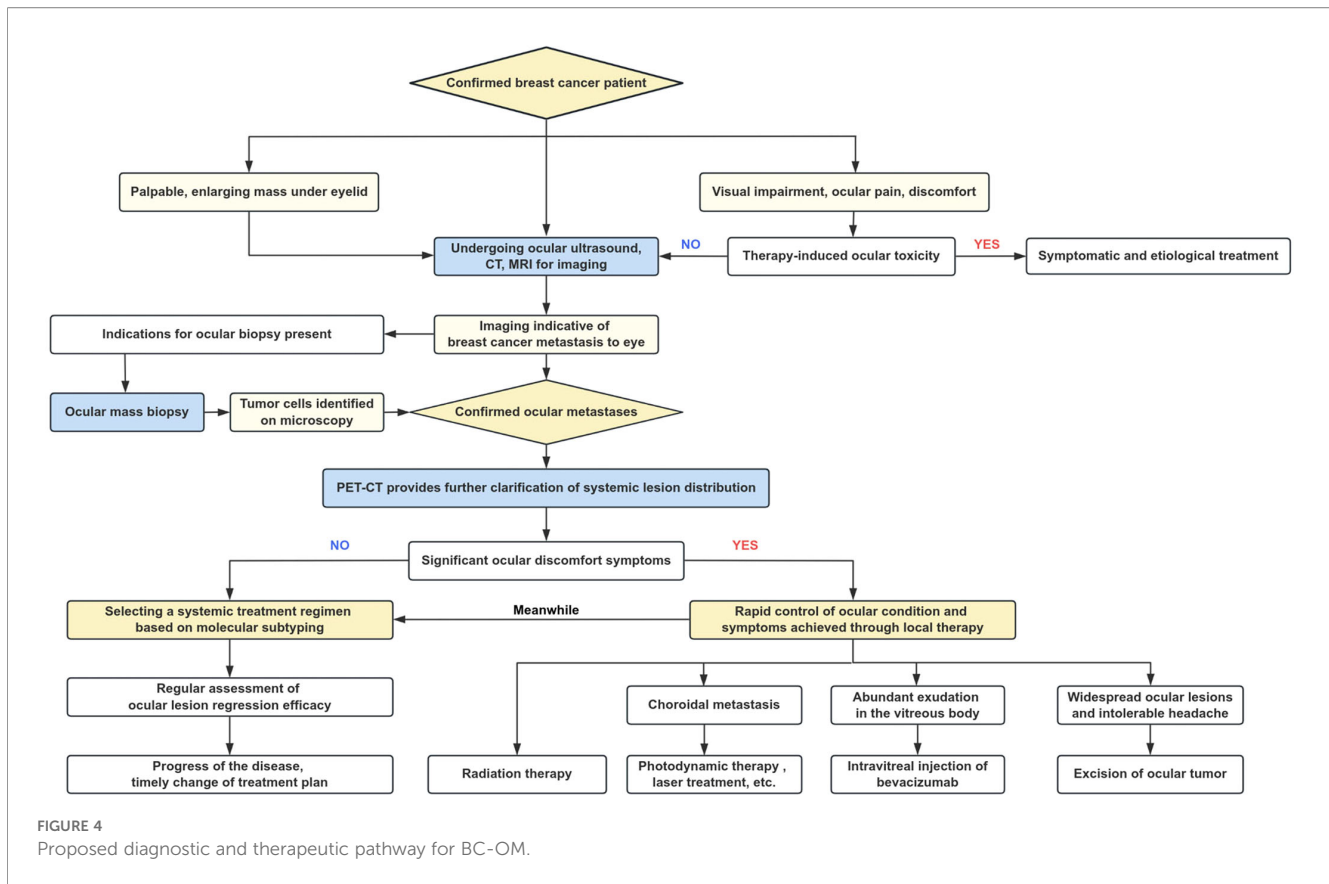 Confirmed breast cancer patient
Palpable, enlarging mass under eyelid
Visual impairment, ocular pain, discomfort
Undergoing ocular ultrasound,
CT, MRI for imaging
NO
Therapy-induced ocular toxicity
YES
Symptomatic and etiological treatment
Indications for ocular biopsy present
Imaging indicative of
breast cancer metastasis to eye
Ocular mass biopsy
Tumor cells identified
on microscopy
Confirmed ocular metastases
PET-CT provides further clarification of systemic lesion distribution
NO
Significant ocular discomfort symptoms
YES
Selecting a systemic treatment regimen
based on molecular subtyping
Meanwhile
Rapid control of ocular condition and
symptoms achieved through local therapy
Regular assessment of
ocular lesion regression efficacy
Choroidal metastasis
Abundant exudation
in the vitreous body
Widespread ocular lesions
and intolerable headache
Progress of the disease,
timely change of treatment plan
Radiation therapy
Photodynamic therapy ,
laser treatment, etc.
Intravitreal injection of
bevacizumab
Excision of ocular tumor
FIGURE 4
Proposed diagnostic and therapeutic pathway for BC-OM.